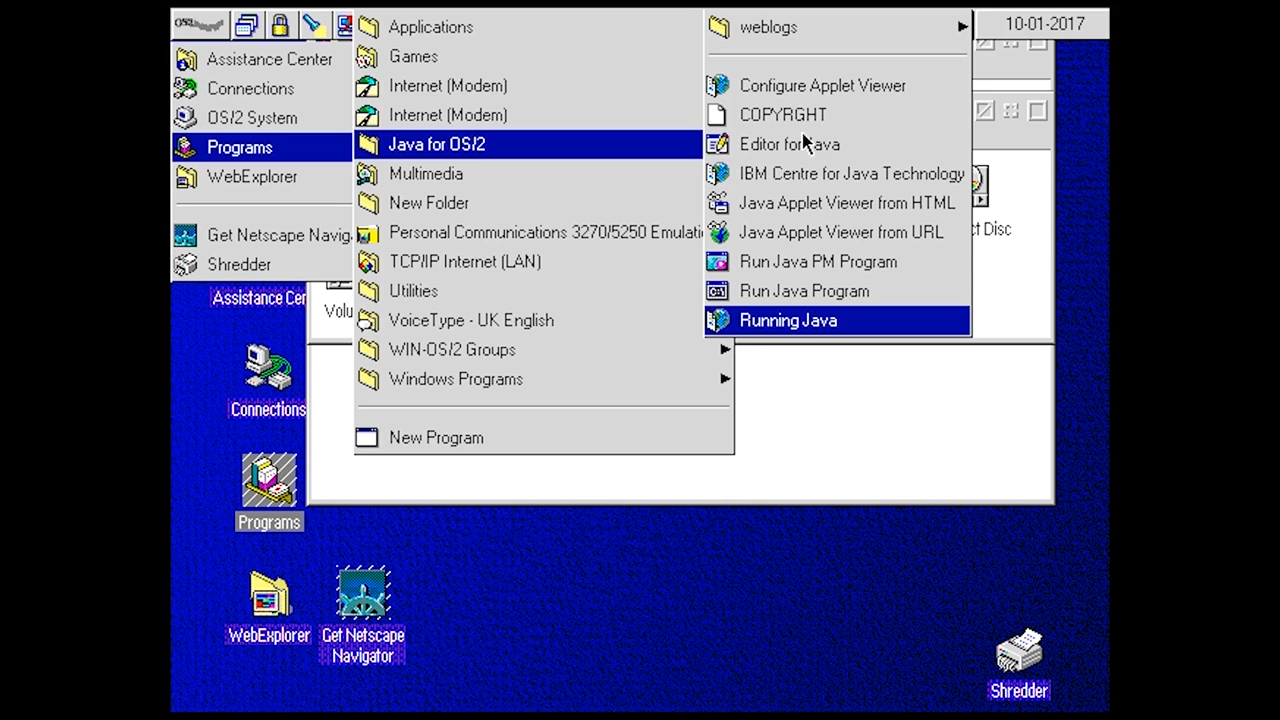 OS/2
10-01-2017
Assistance Center
Connections
OS/2 System
Programs
WebExplorer
Get Netscape Navig
Shredder
Applications
Games
Internet (Modem)
Internet (Modem)
Java for OS/2
Multimedia
New Folder
Personal Communications 3270/5250 Emulati
TCP/IP Internet (LAN)
Utilities
VoiceType - UK English
WIN-OS/2 Groups
Windows Programs
New Program
weblogs
Configure Applet Viewer
COPYRGHT
Editor for Java
IBM Centre for Java Technology
Java Applet Viewer from HTML
Java Applet Viewer from URL
Run Java PM Program
Run Java Program
Running Java
ct Disc
Assistance Cen
Volu
Connections
Programs
WebExplorer
Get Netscape
Navigator
Shredder